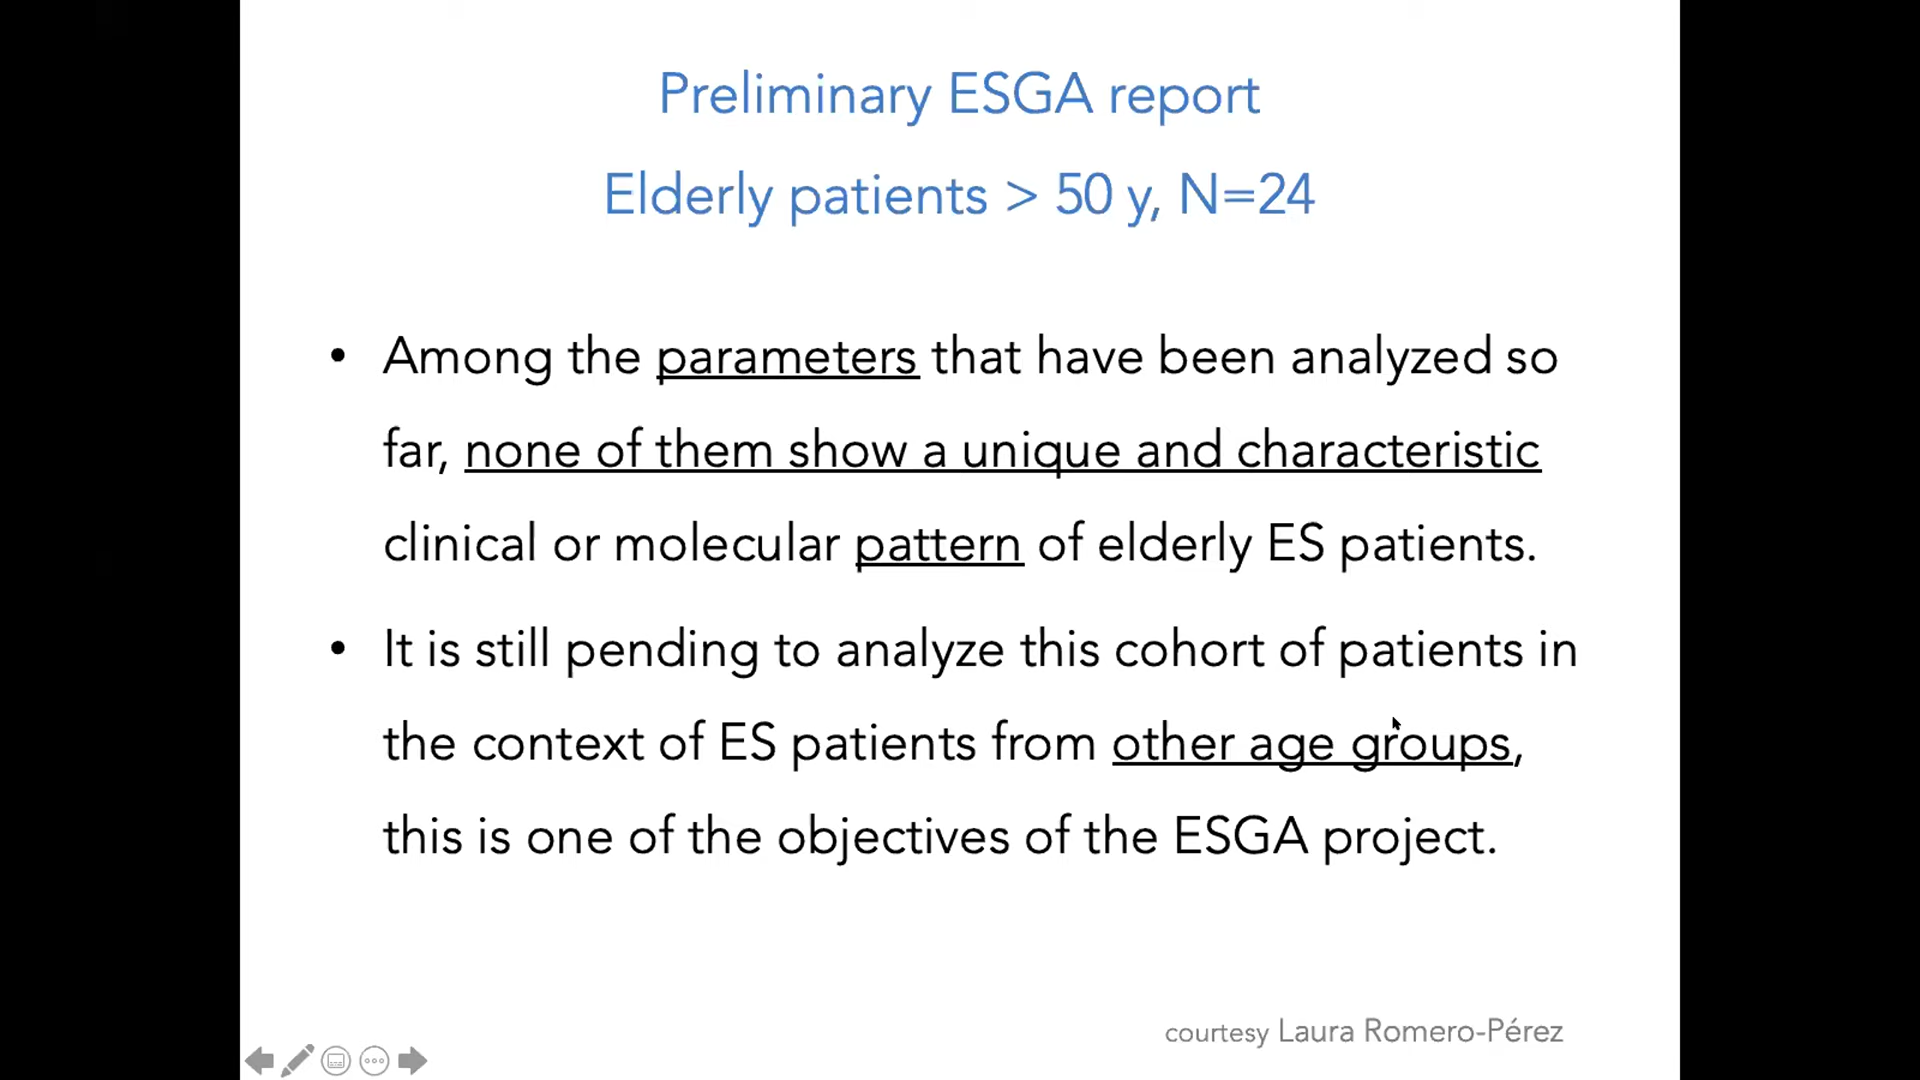 Preliminary ESGA report
Elderly patients > 50 y, N=24
• Among the parameters that have been analyzed so
far, none of them show a unique and characteristic
clinical or molecular pattern of elderly ES patients.
• It is still pending to analyze this cohort of patients in
the context of ES patients from other age groups,
this is one of the objectives of the ESGA project.
courtesy Laura Romero-Pérez